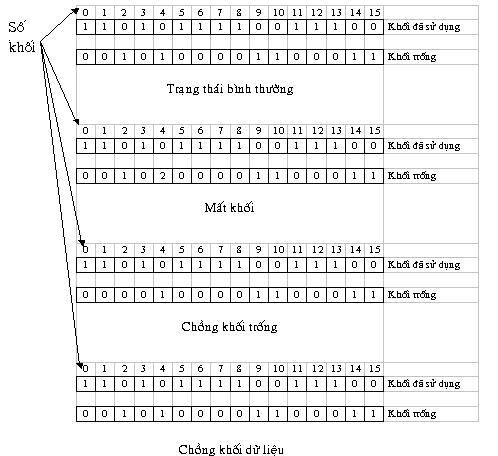 Số
khối
0 1 2 3 4 5 6 7 8 9 10 11 12 13 14 15
1 1 0 1 0 1 1 1 1 0 0 1 1 1 0 0 Khối đã sử dụng
0 0 1 0 1 0 0 0 0 1 1 0 0 0 1 1 Khối trống
Trạng thái bình thường
0 1 2 3 4 5 6 7 8 9 10 11 12 13 14 15
1 1 0 1 0 1 1 1 1 0 0 1 1 1 0 0 Khối đã sử dụng
0 0 1 0 2 0 0 0 0 1 1 0 0 0 1 1 Khối trống
Mất khối
0 1 2 3 4 5 6 7 8 9 10 11 12 13 14 15
1 1 0 1 0 1 1 1 1 0 0 1 1 1 0 0 Khối đã sử dụng
0 0 0 0 1 0 0 0 0 1 1 0 0 0 1 1 Khối trống
Chồng khối trống
0 1 2 3 4 5 6 7 8 9 10 11 12 13 14 15
1 1 0 1 0 1 1 1 1 0 0 1 1 1 0 0 Khối đã sử dụng
0 0 1 0 1 0 0 0 0 1 1 0 0 0 1 1 Khối trống
Chồng khối dữ liệu